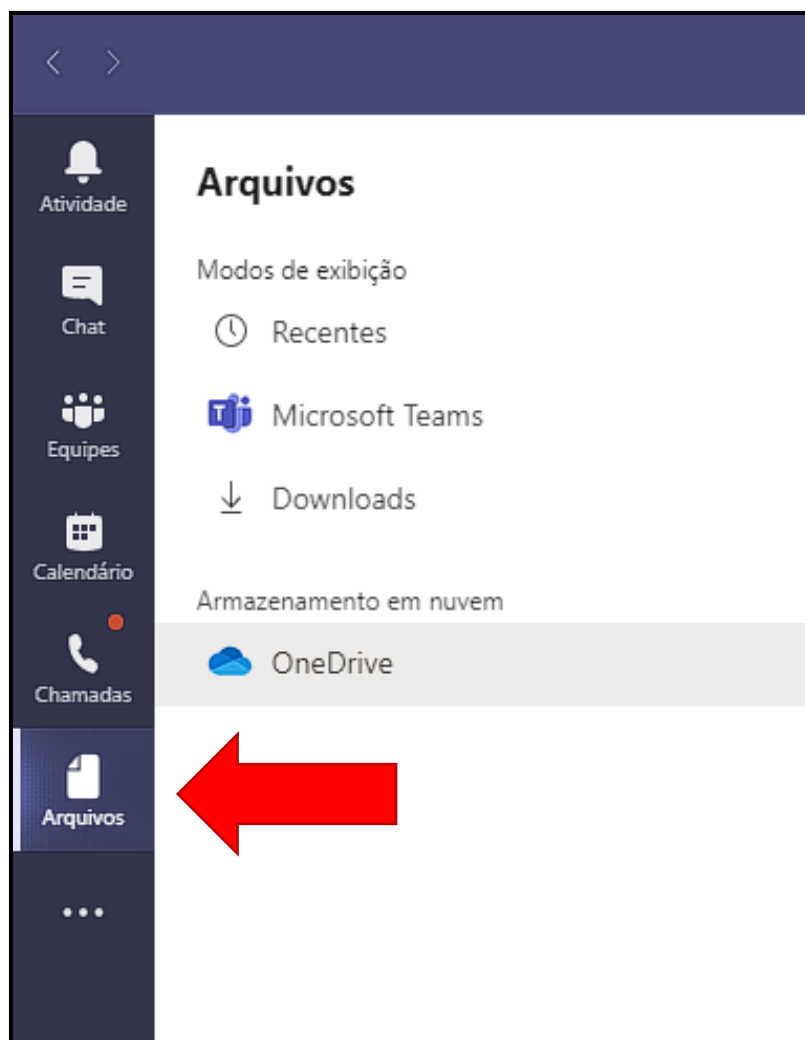 Atividade
Chat
Equipes
Calendário
Chamadas
Arquivos
Arquivos
Modos de exibição
Recentes
Microsoft Teams
Downloads
Armazenamento em nuvem
OneDrive